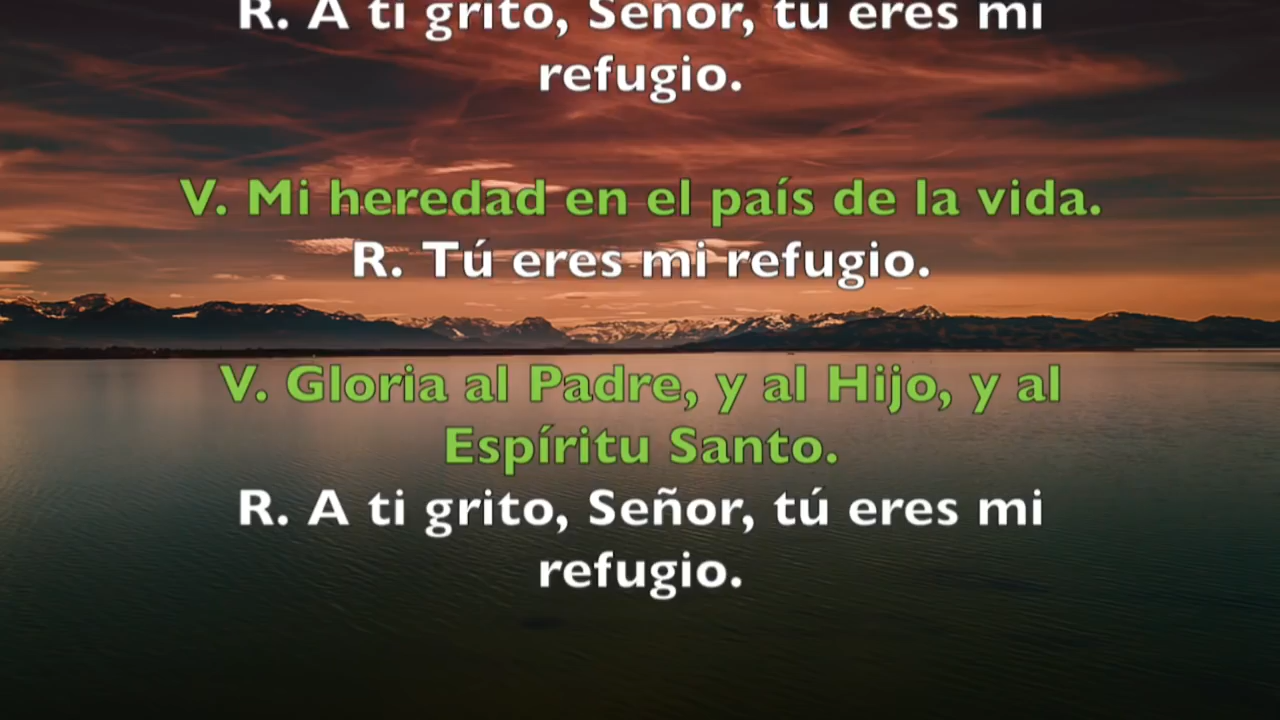 R. A ti grito, Señor, tú eres mi
refugio.
V. Mi heredad en el país de la vida.
R. Tú eres mi refugio.
V. Gloria al Padre, y al Hijo, y al
Espíritu Santo.
R. A ti grito, Señor, tú eres mi
refugio.